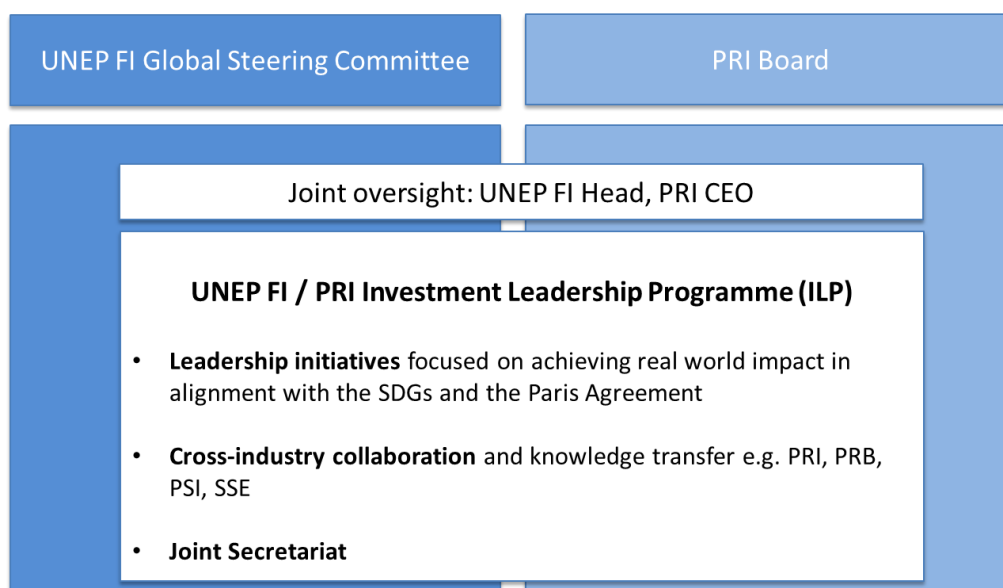 UNEP FI Global Steering Committee
PRI Board
Joint oversight: UNEP FI Head, PRI CEO
UNEP FI / PRI Investment Leadership Programme (ILP)
• Leadership initiatives focused on achieving real world impact in
alignment with the SDGs and the Paris Agreement
• Cross-industry collaboration and knowledge transfer e.g. PRI, PRB,
PSI, SSE
• Joint Secretariat